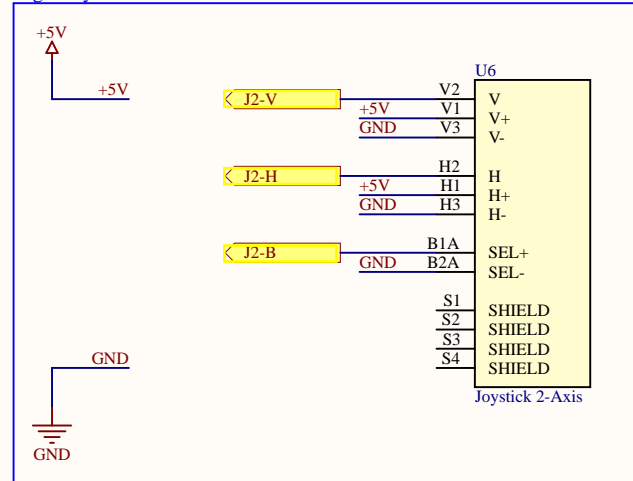 +5V
+5V
U6
J2-V
V2
V
+5V
V1
V+
GND
V3
V-
J2-H
H2
H
+5V
H1
H+
GND
H3
H-
J2-B
B1A
SEL+
GND
B2A
SEL-
S1
SHIELD
S2
SHIELD
S3
SHIELD
S4
SHIELD
GND
Joystick 2-Axis
GND